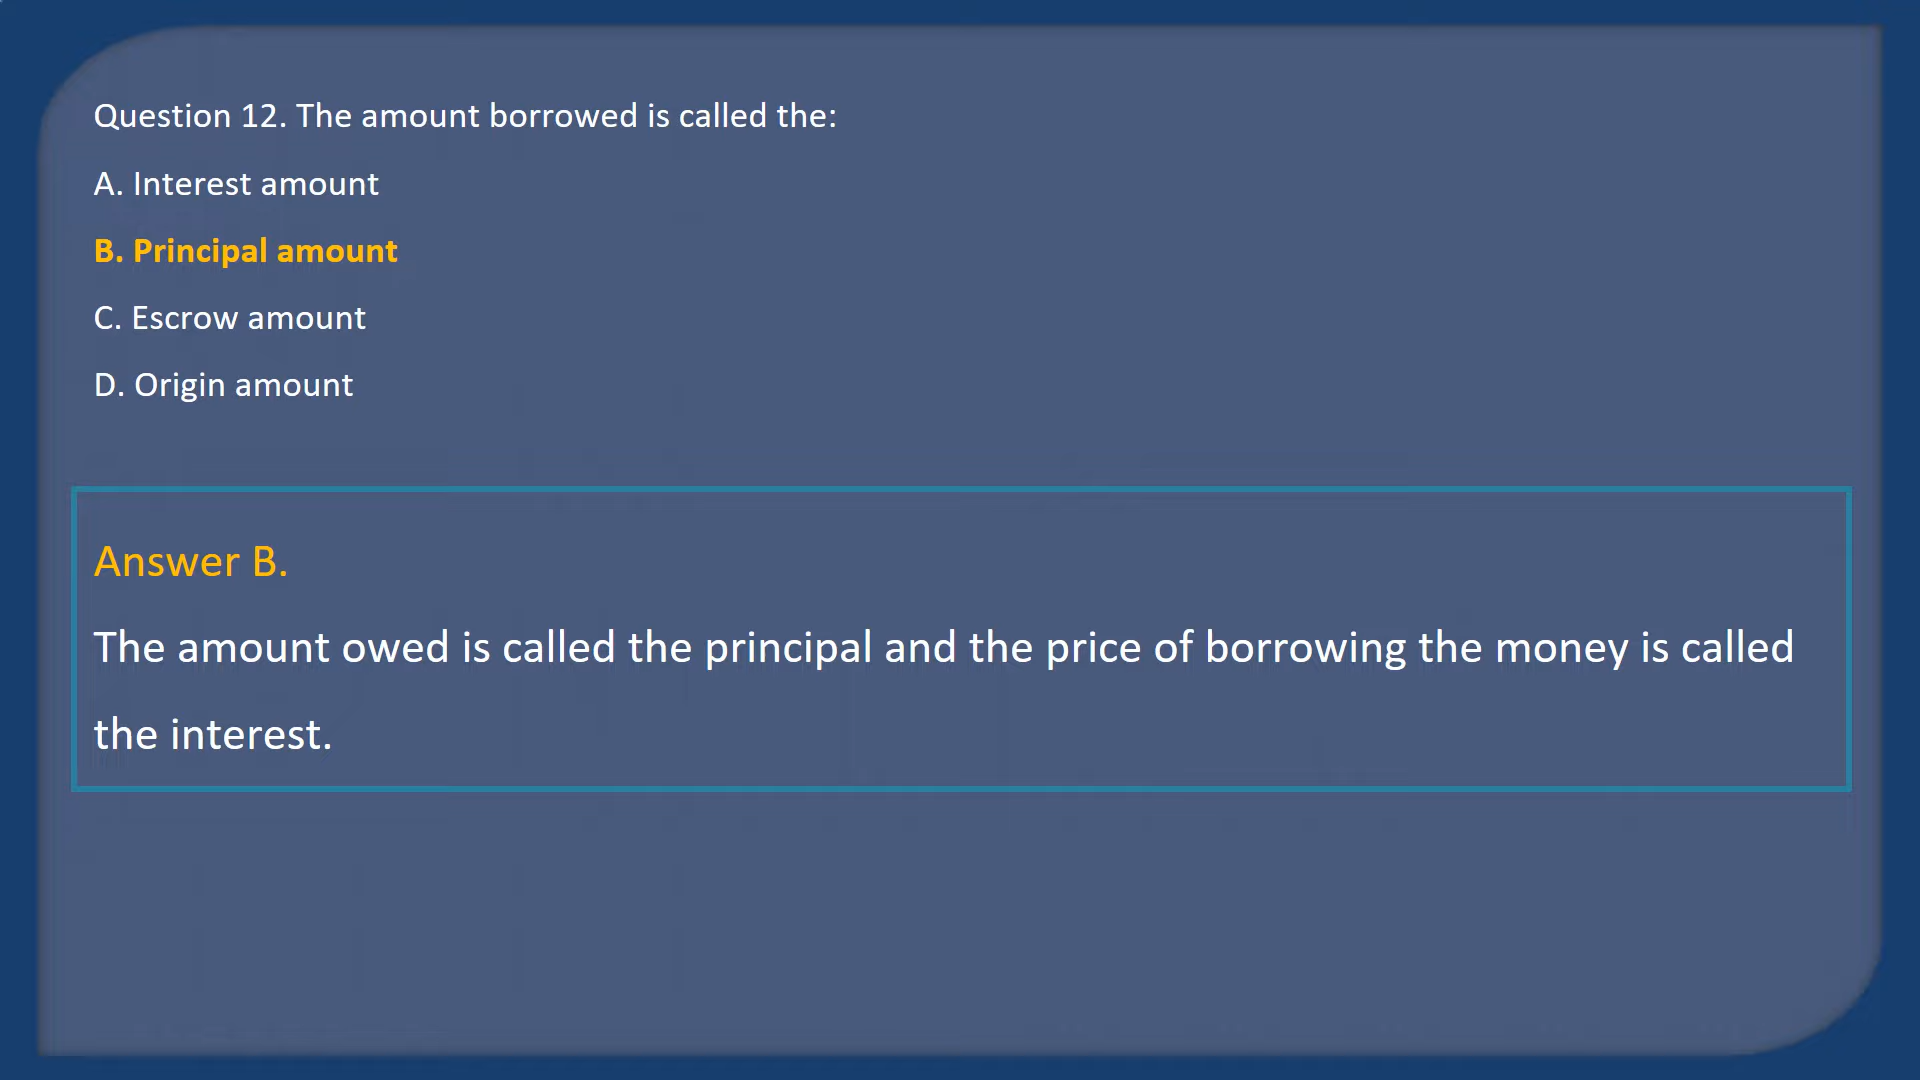 Question 12. The amount borrowed is called the:
A. Interest amount
B. Principal amount
C. Escrow amount
D. Origin amount
Answer B.
The amount owed is called the principal and the price of borrowing the money is called
the interest.